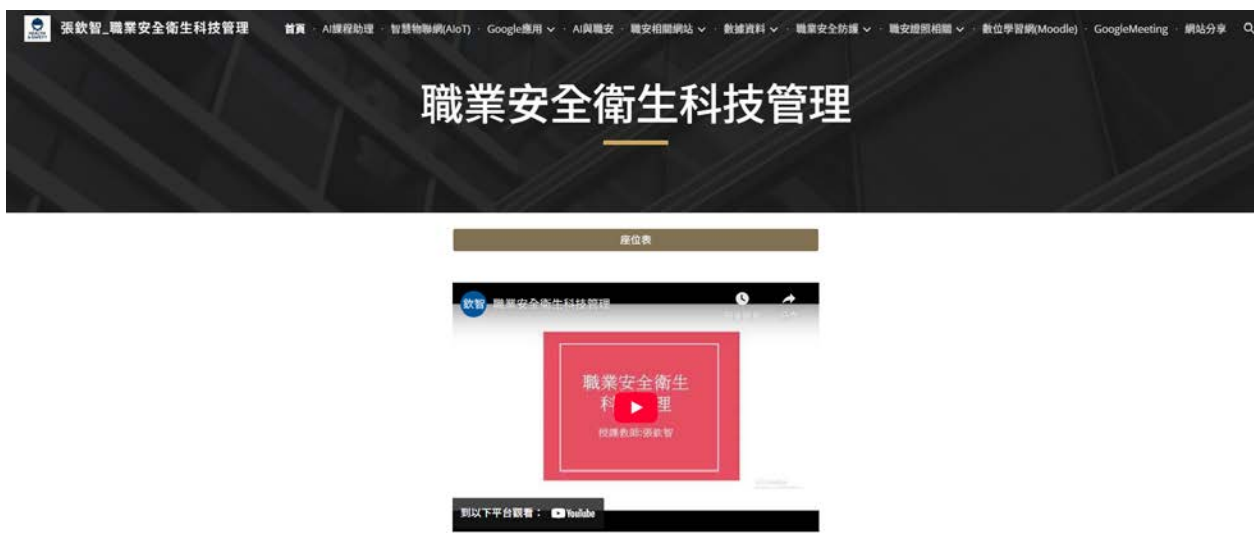 張欽智_職業安全衛生科技管理
首頁 · AI課程助理 · 智慧物聯網(AIoT) · Google應用 · AI與職安 · 職安相關網站 · 數據資料 · 職業安全防護 · 職安證照相關 · 數位學習網(Moodle) · GoogleMeeting · 網站分享
職業安全衛生科技管理
座位表
欽智 職業安全衛生科技管理
職業安全衛生
科 理
授課教師:張欽智
到以下平台觀看： YouTube